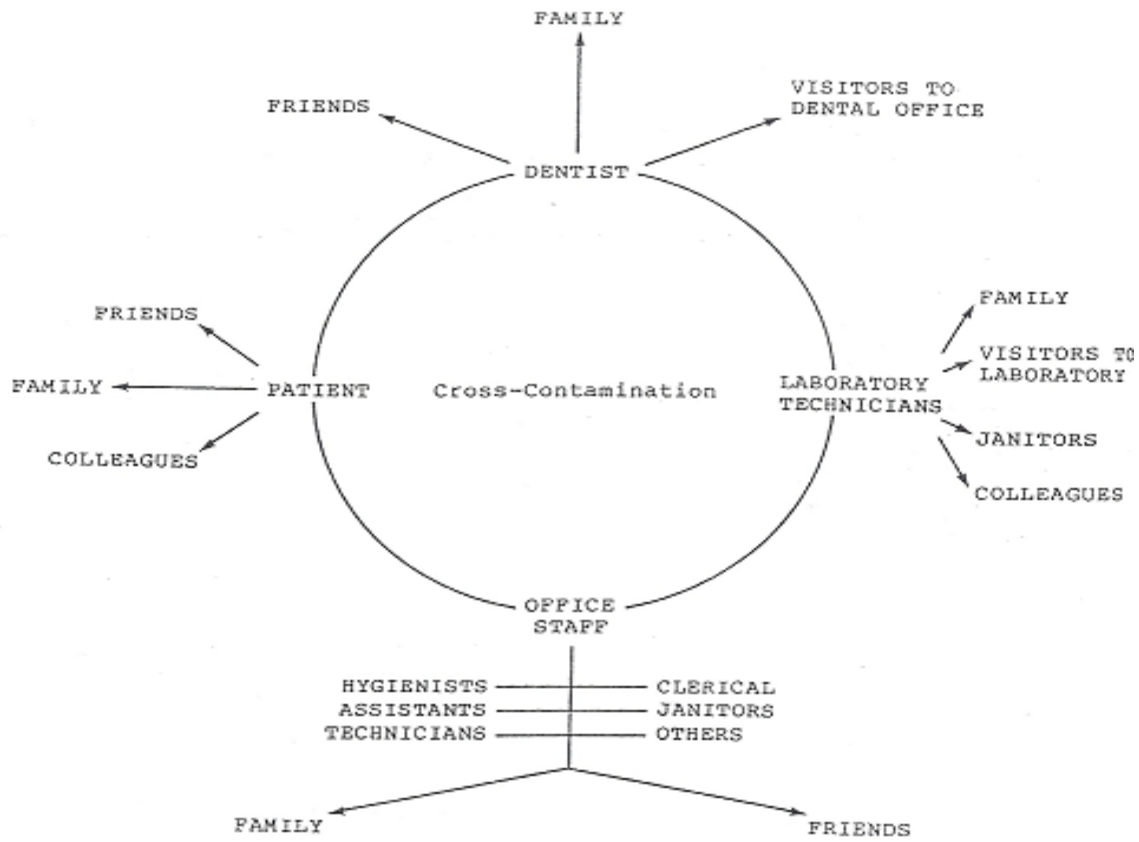 FAMILY
FRIENDS
VISITORS TO
DENTAL OFFICE
DENTIST
FRIENDS
FAMILY
PATIENT
COLLEAGUES
Cross-Contamination
LABORATORY
TECHNICIANS
FAMILY
VISITORS TO
LABORATORY
JANITORS
COLLEAGUES
OFFICE
STAFF
HYGIENISTS CLERICAL
ASSISTANTS JANITORS
TECHNICIANS OTHERS
FAMILY
FRIENDS